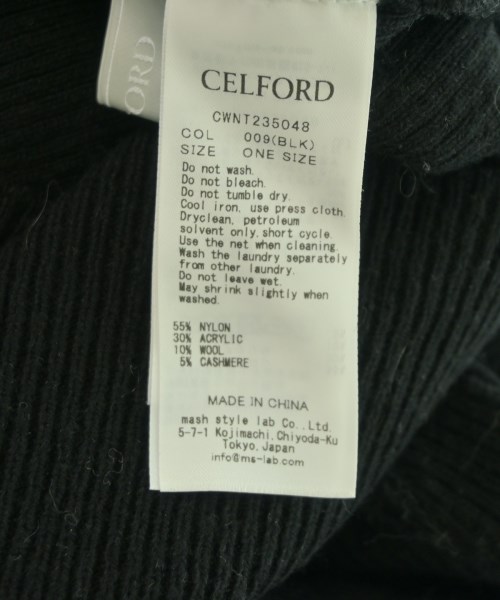 ORD
CELFORD
CWNT235048
COL 009(BLK)
SIZE ONE SIZE
Do not wash.
Do not bleach.
Do not tumble dry.
Cool iron, use press cloth.
Dryclean, petroleum
solvent only,short cycle.
Use the net when cleaning.
Wash the laundry separately
from other laundry.
Do not leave wet.
May shrink slightly when
washed.
55% NYLON
30% ACRYLIC
10% WOOL
5% CASHMERE
MADE IN CHINA
mash style lab Co.,Ltd.
5-7-1 Kojimachi,Chiyoda-Ku
Tokyo,Japan
info@ms-lab.com